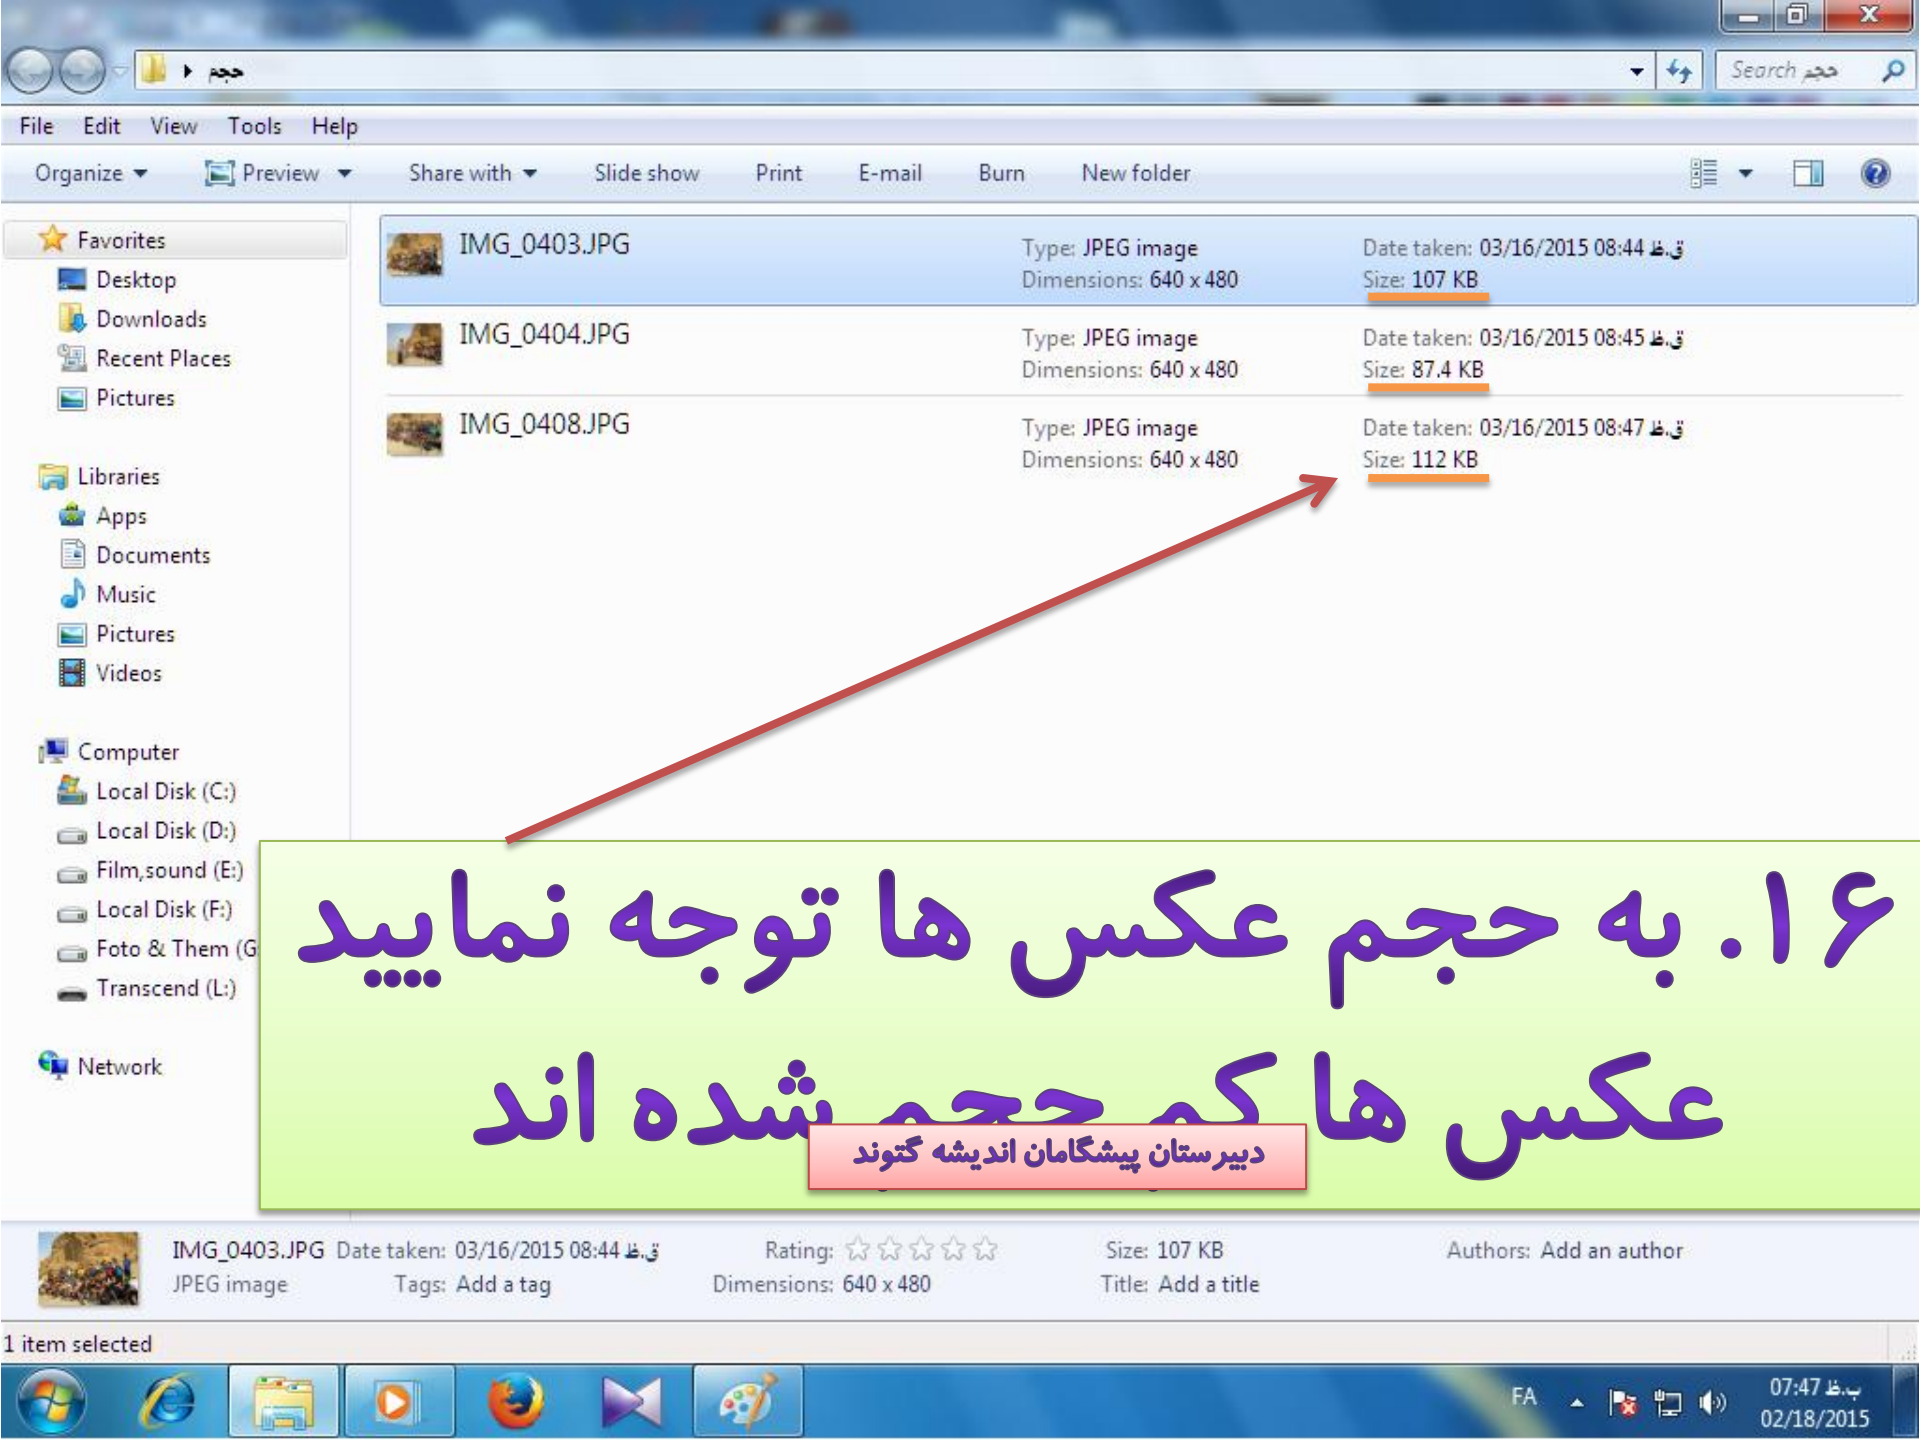 حجم
Search حجم
File Edit View Tools Help
Organize Preview Share with Slide show Print E-mail Burn New folder
Favorites
Desktop
Downloads
Recent Places
Pictures
Libraries
Apps
Documents
Music
Pictures
Videos
Computer
Local Disk (C:)
Local Disk (D:)
Film,sound (E:)
Local Disk (F:)
Foto & Them (G
Transcend (L:)
Network
IMG_0403.JPG
Type: JPEG image
Dimensions: 640 x 480
Date taken: 03/16/2015 08:44 ق.ظ
Size: 107 KB
IMG_0404.JPG
Type: JPEG image
Dimensions: 640 x 480
Date taken: 03/16/2015 08:45 ق.ظ
Size: 87.4 KB
IMG_0408.JPG
Type: JPEG image
Dimensions: 640 x 480
Date taken: 03/16/2015 08:47 ق.ظ
Size: 112 KB
۱۶. به حجم عکس ها توجه نمایید
عکس ها کم حجم شده اند
دبیرستان پیشگامان اندیشه گتوند
IMG_0403.JPG Date taken: 03/16/2015 08:44 ق.ظ Rating: Size: 107 KB Authors: Add an author
JPEG image Tags: Add a tag Dimensions: 640 x 480 Title: Add a title
1 item selected
FA
07:47 ب.ظ
02/18/2015